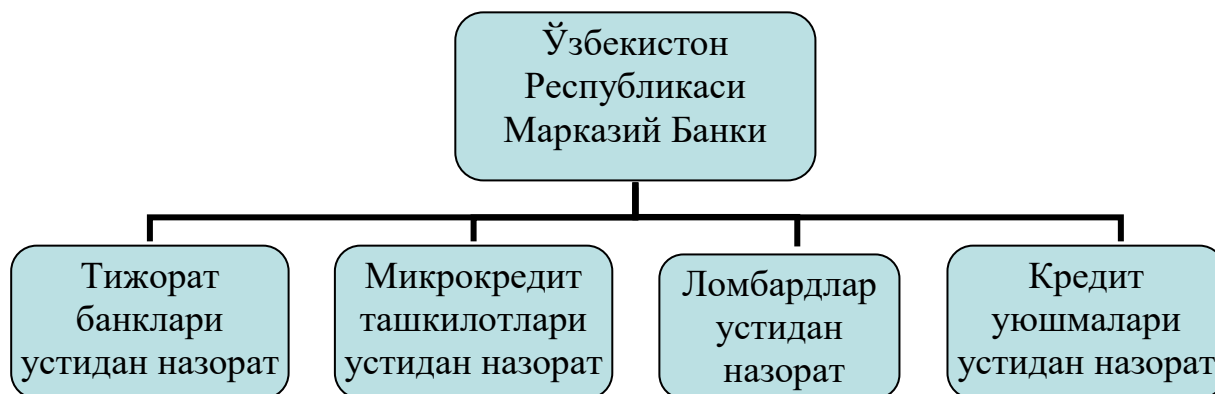 Ўзбекистон
Республикаси
Марказий Банки
Тижорат
банклари
устидан назорат
Микрокредит
ташкилотлари
устидан назорат
Ломбардлар
устидан
назорат
Кредит
уюшмалари
устидан назорат